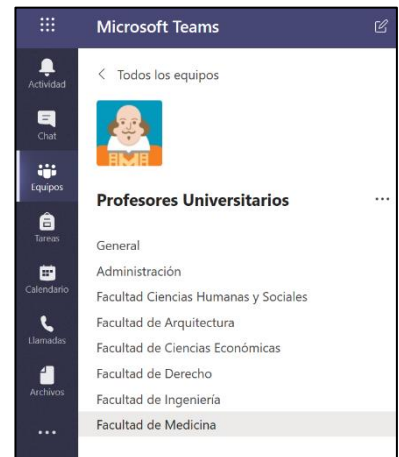 Microsoft Teams
Actividad
Chat
Equipos
Tareas
Calendario
Llamadas
Archivos
Todos los equipos
Profesores Universitarios
General
Administración
Facultad Ciencias Humanas y Sociales
Facultad de Arquitectura
Facultad de Ciencias Económicas
Facultad de Derecho
Facultad de Ingeniería
Facultad de Medicina